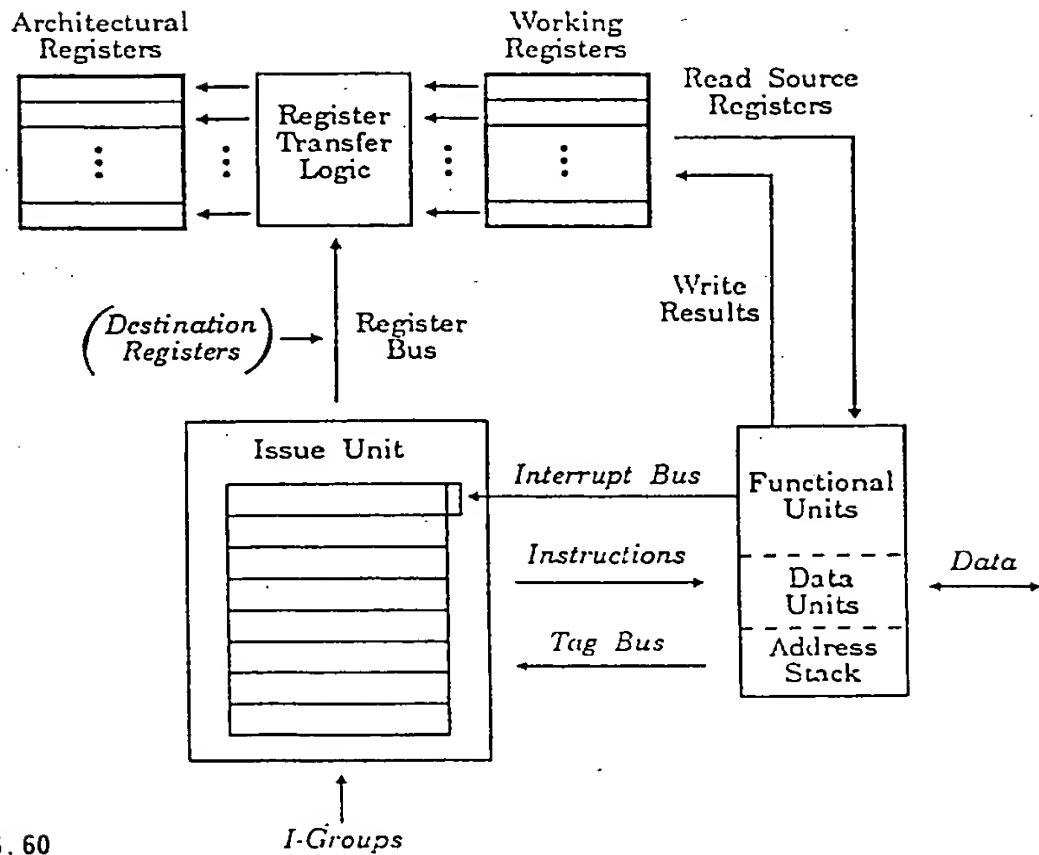 Architectural
Registers
Working
Registers
Register
Transfer
Logic
Read Source
Registers
Write
Results
(Destination
Registers)
Register
Bus
Issue Unit
Interrupt Bus
Instructions
Tag Bus
Functional
Units
Data
Units
Address
Stack
Data
I-Groups
. 60